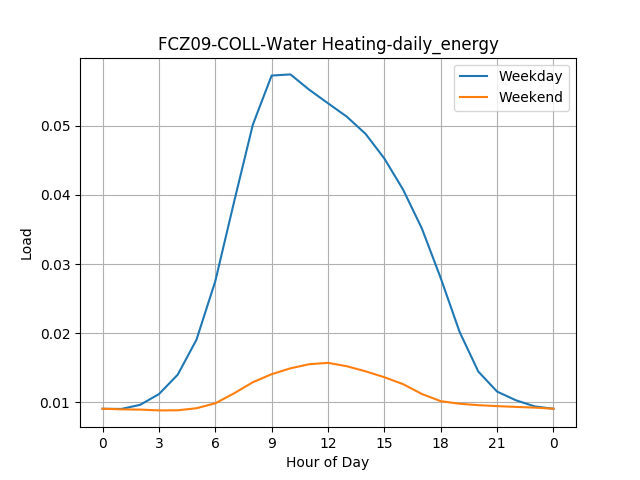 FCZ09-COLL-Water Heating-daily_energy
Weekday
Weekend
0.05
0.04
0.03
0.02
0.01
Load
0 3 6 9 12 15 18 21 0
Hour of Day